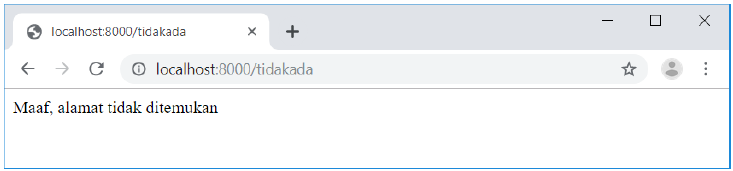 localhost:8000/tidakada
localhost:8000/tidakada
Maaf, alamat tidak ditemukan